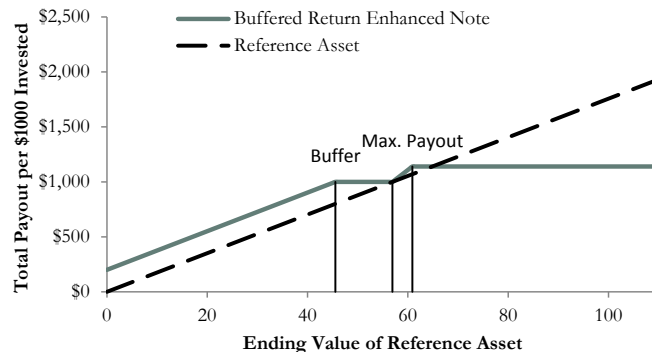 $2,500
$2,000
$1,500
$1,000
$500
$0
Total Payout per $1000 Invested
Buffered Return Enhanced Note
Reference Asset
Buffer
Max. Payout
0
20
40
60
80
100
Ending Value of Reference Asset